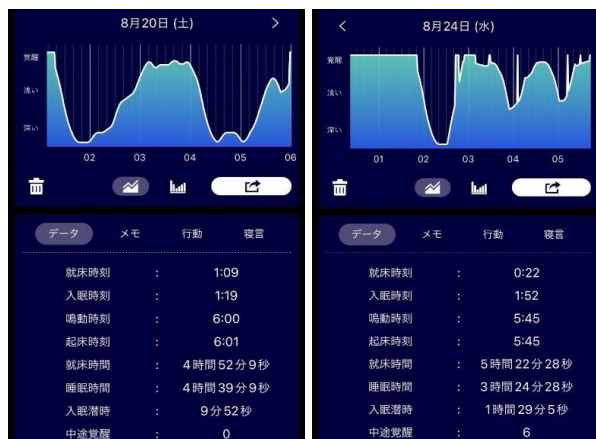 8月20日 (土) >
覚醒
浅い
深い
02 03 04 05 06
データ メモ 行動 寝言
就床時刻 : 1:09
入眠時刻 : 1:19
鳴動時刻 : 6:00
起床時刻 : 6:01
就床時間 : 4時間52分9秒
睡眠時間 : 4時間39分9秒
入眠潜時 : 9分52秒
中途覚醒 : 0
< 8月24日 (水)
覚醒
浅い
深い
01 02 03 04 05
データ メモ 行動 寝言
就床時刻 : 0:22
入眠時刻 : 1:52
鳴動時刻 : 5:45
起床時刻 : 5:45
就床時間 : 5時間22分28秒
睡眠時間 : 3時間24分28秒
入眠潜時 : 1時間29分5秒
中途覚醒 : 6